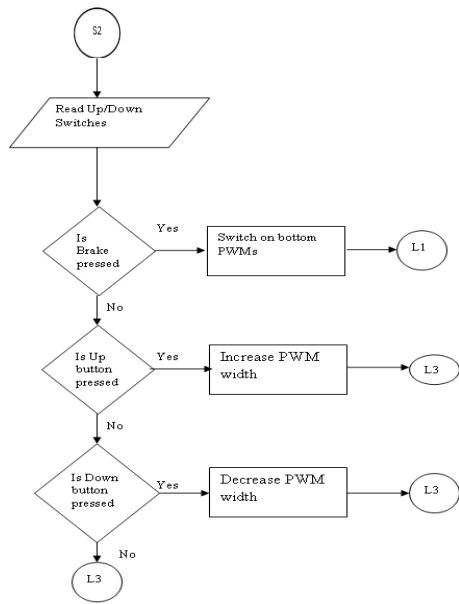 S2
Read Up/Down
Switches
Is
Brake
pressed
Yes
Switch on bottom
PWMs
L1
No
Is Up
button
pressed
Yes
Increase PWM
width
L3
No
Is Down
button
pressed
Yes
Decrease PWM
width
L3
No
L3